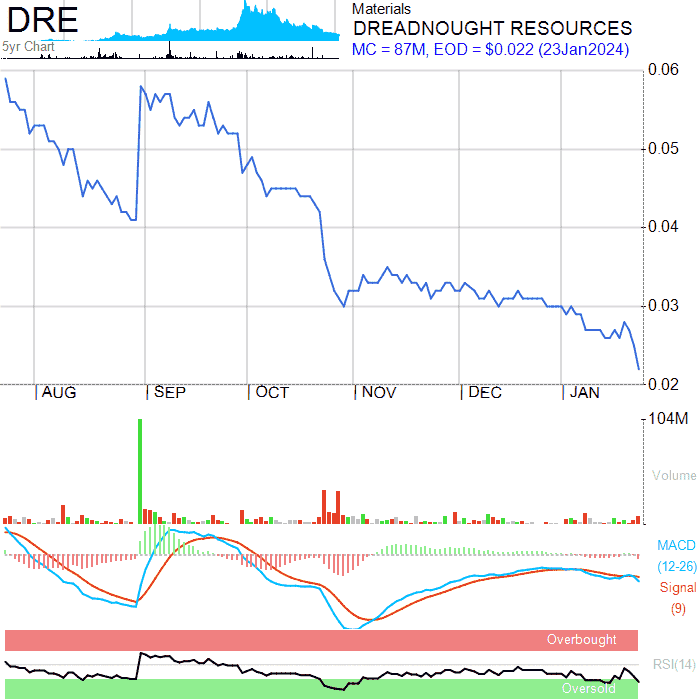 DRE
5yr Chart
Materials
DREADNOUGHT RESOURCES
MC = 87M, EOD = $0.022 (23Jan2024)
0.06
0.05
0.04
0.03
0.02
AUG SEP OCT NOV DEC JAN
104M
Volume
MACD
(12-26)
Signal
(9)
Overbought
RSI(14)
Oversold